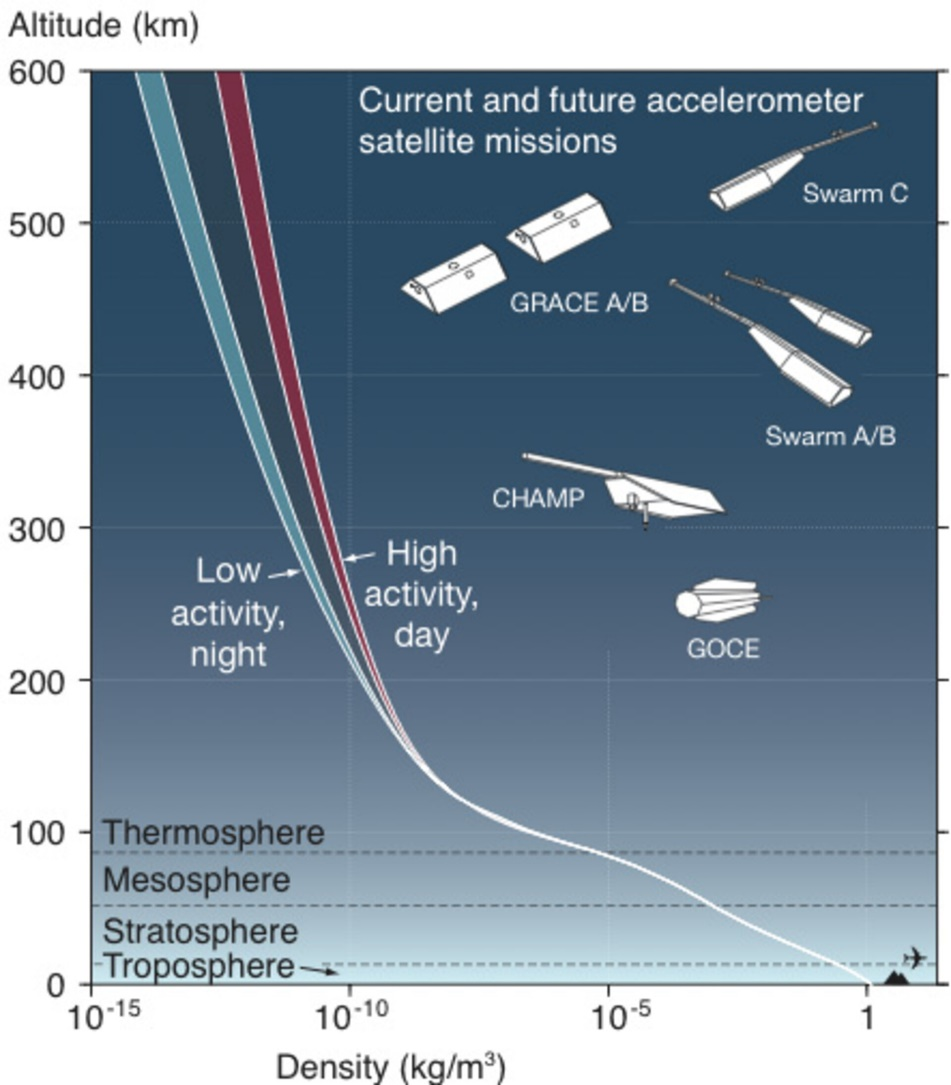 Altitude (km)
600
500
400
300
200
100
0
Current and future accelerometer
satellite missions
Swarm C
GRACE A/B
Swarm A/B
CHAMP
GOCE
Low
activity,
night
High
activity,
day
Thermosphere
Mesosphere
Stratosphere
Troposphere
10⁻¹⁵
10⁻¹⁰
10⁻⁵
1
Density (kg/m³)